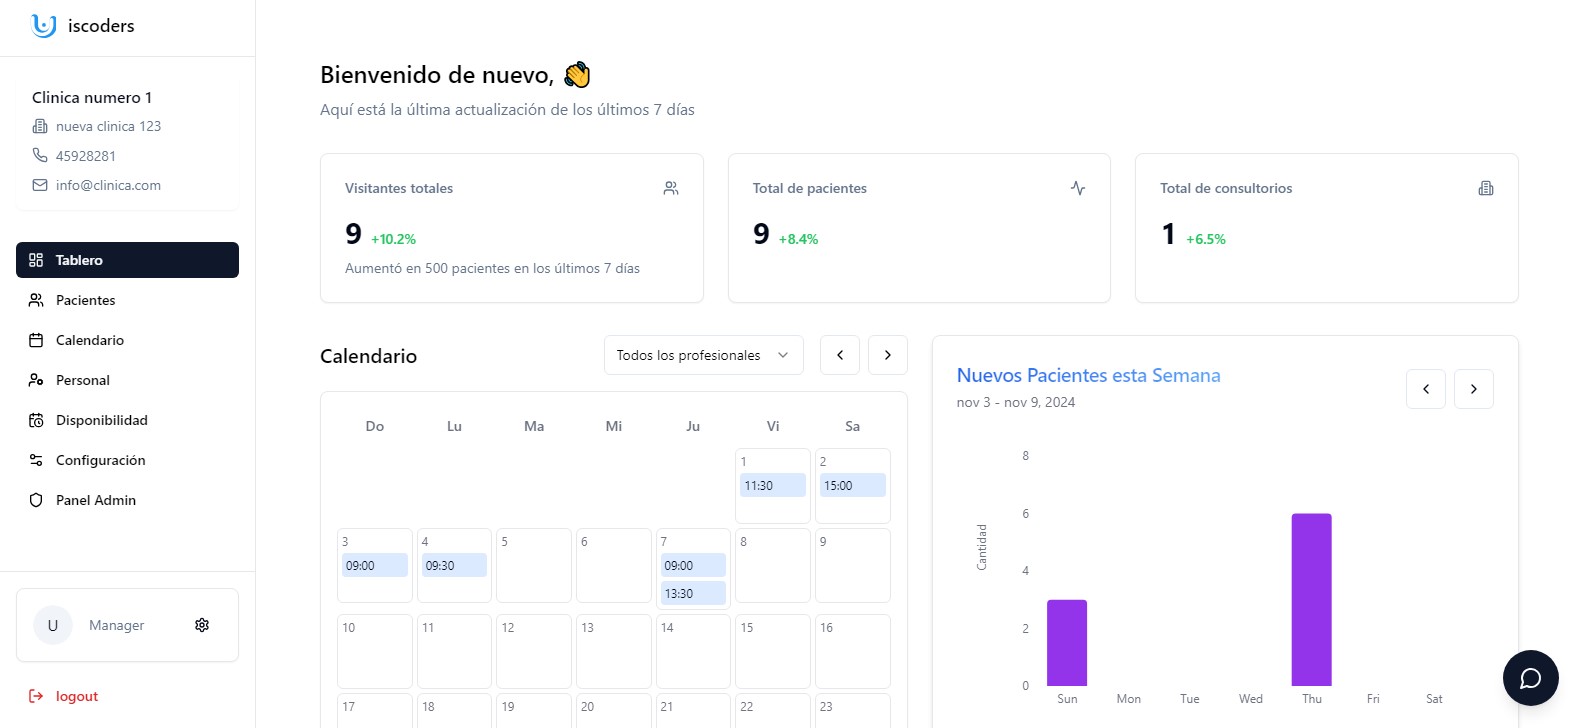 iscoders
Clinica numero 1
nueva clinica 123
45928281
info@clinica.com
Tablero
Pacientes
Calendario
Personal
Disponibilidad
Configuración
Panel Admin
U Manager
logout
Bienvenido de nuevo, 👋
Aquí está la última actualización de los últimos 7 días
Visitantes totales
9 +10.2%
Aumentó en 500 pacientes en los últimos 7 días
Total de pacientes
9 +8.4%
Total de consultorios
1 +6.5%
Calendario
Todos los profesionales
Do Lu Ma Mi Ju Vi Sa
1 2
11:30 15:00
3 4 5 6 7 8 9
09:00 09:30 09:00
13:30
10 11 12 13 14 15 16
17 18 19 20 21 22 23
Nuevos Pacientes esta Semana
nov 3 - nov 9, 2024
Cantidad
8
6
4
2
0
Sun Mon Tue Wed Thu Fri Sat